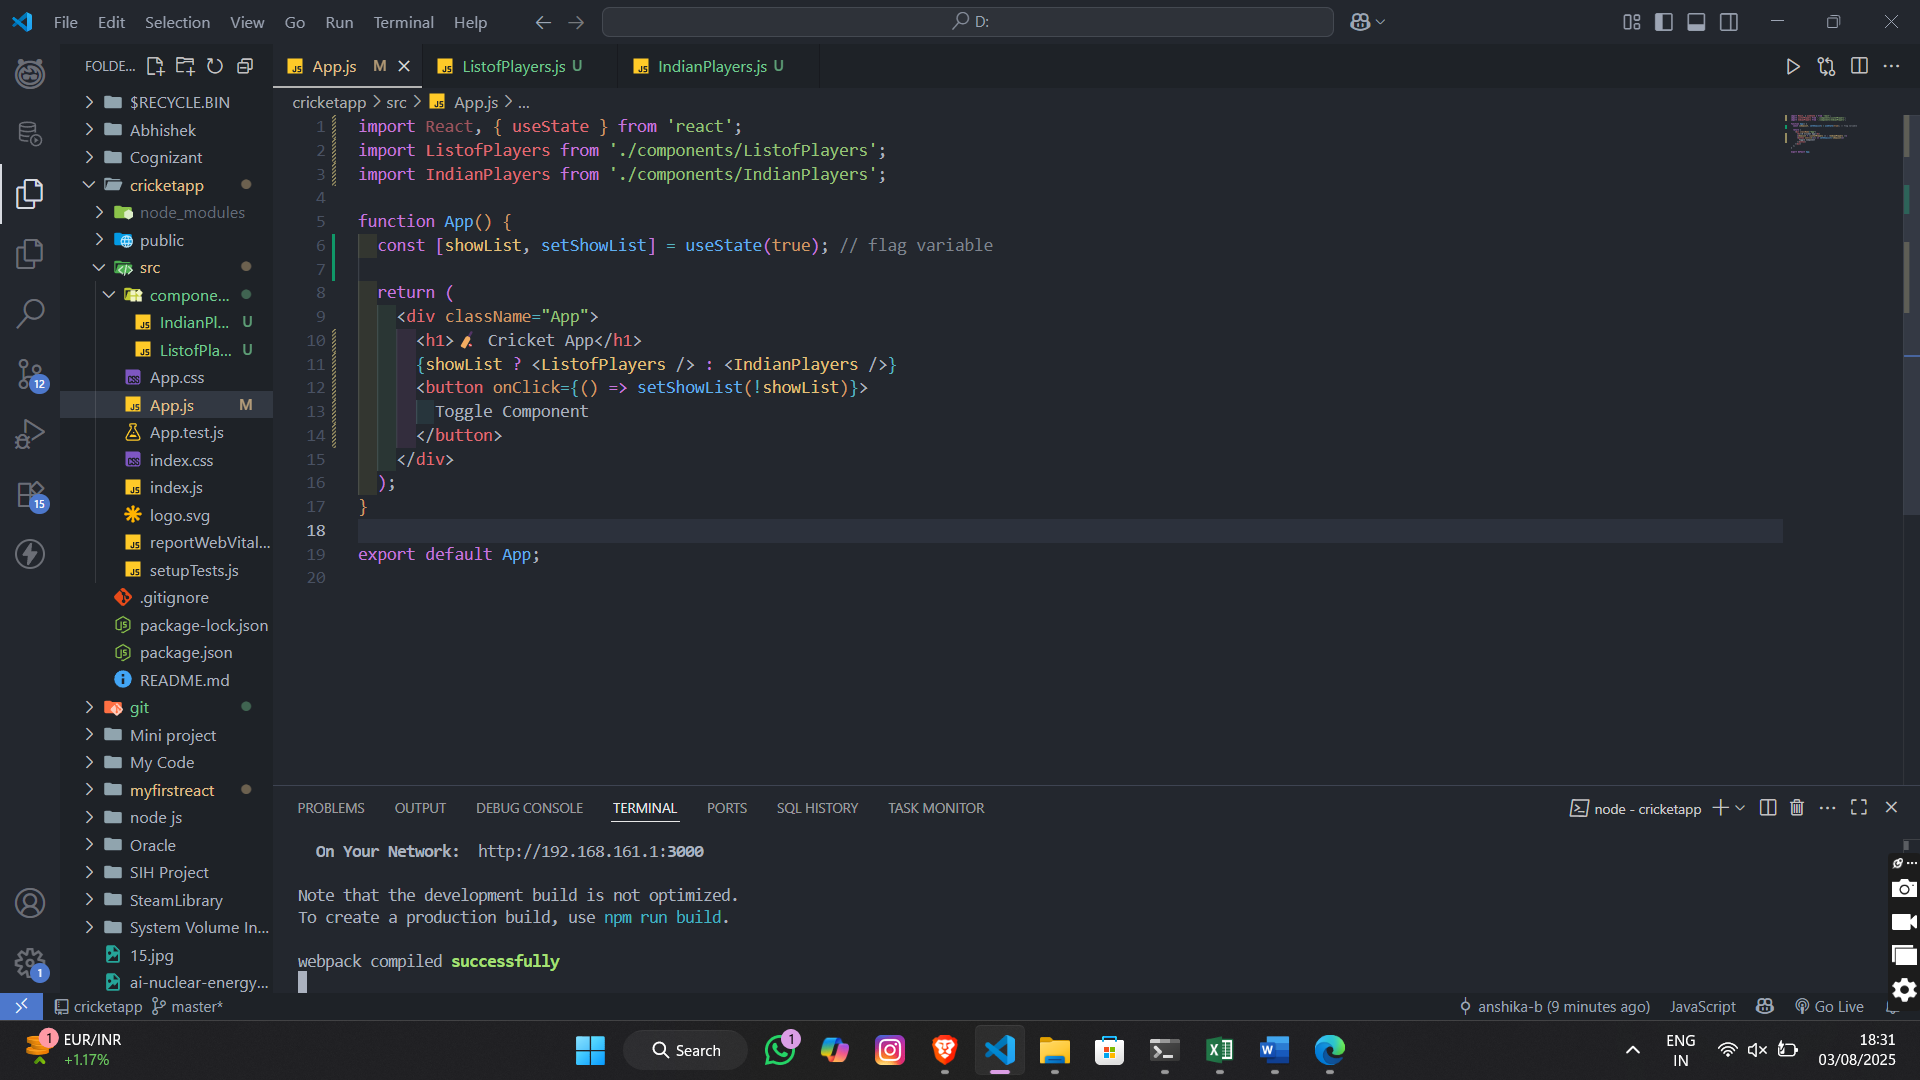 File Edit Selection View Go Run Terminal Help
D:
FOLDE...
$RECYCLE.BIN
Abhishek
Cognizant
cricketapp
node_modules
public
src
compone...
IndianPl... U
ListofPla... U
App.css
App.js M
App.test.js
index.css
index.js
logo.svg
reportWebVital...
setupTests.js
.gitignore
package-lock.json
package.json
README.md
git
Mini project
My Code
myfirstreact
node js
Oracle
SIH Project
SteamLibrary
System Volume In...
15.jpg
ai-nuclear-energy...
12
15
1
App.js M
ListofPlayers.js U
IndianPlayers.js U
cricketapp > src > App.js > ...
1 import React, { useState } from 'react';
2 import ListofPlayers from './components/ListofPlayers';
3 import IndianPlayers from './components/IndianPlayers';
4
5 function App() {
6 const [showList, setShowList] = useState(true); // flag variable
7
8 return (
9 <div className="App">
10 <h1>🏏 Cricket App</h1>
11 {showList ? <ListofPlayers /> : <IndianPlayers />}
12 <button onClick={() => setShowList(!showList)}>
13 Toggle Component
14 </button>
15 </div>
16 );
17 }
18
19 export default App;
20
PROBLEMS OUTPUT DEBUG CONSOLE TERMINAL PORTS SQL HISTORY TASK MONITOR
node - cricketapp
On Your Network: http://192.168.161.1:3000
Note that the development build is not optimized.
To create a production build, use npm run build.
webpack compiled successfully
cricketapp master* anshika-b (9 minutes ago) JavaScript Go Live
1 EUR/INR
+1.17%
Search
1
ENG
IN
18:31
03/08/2025